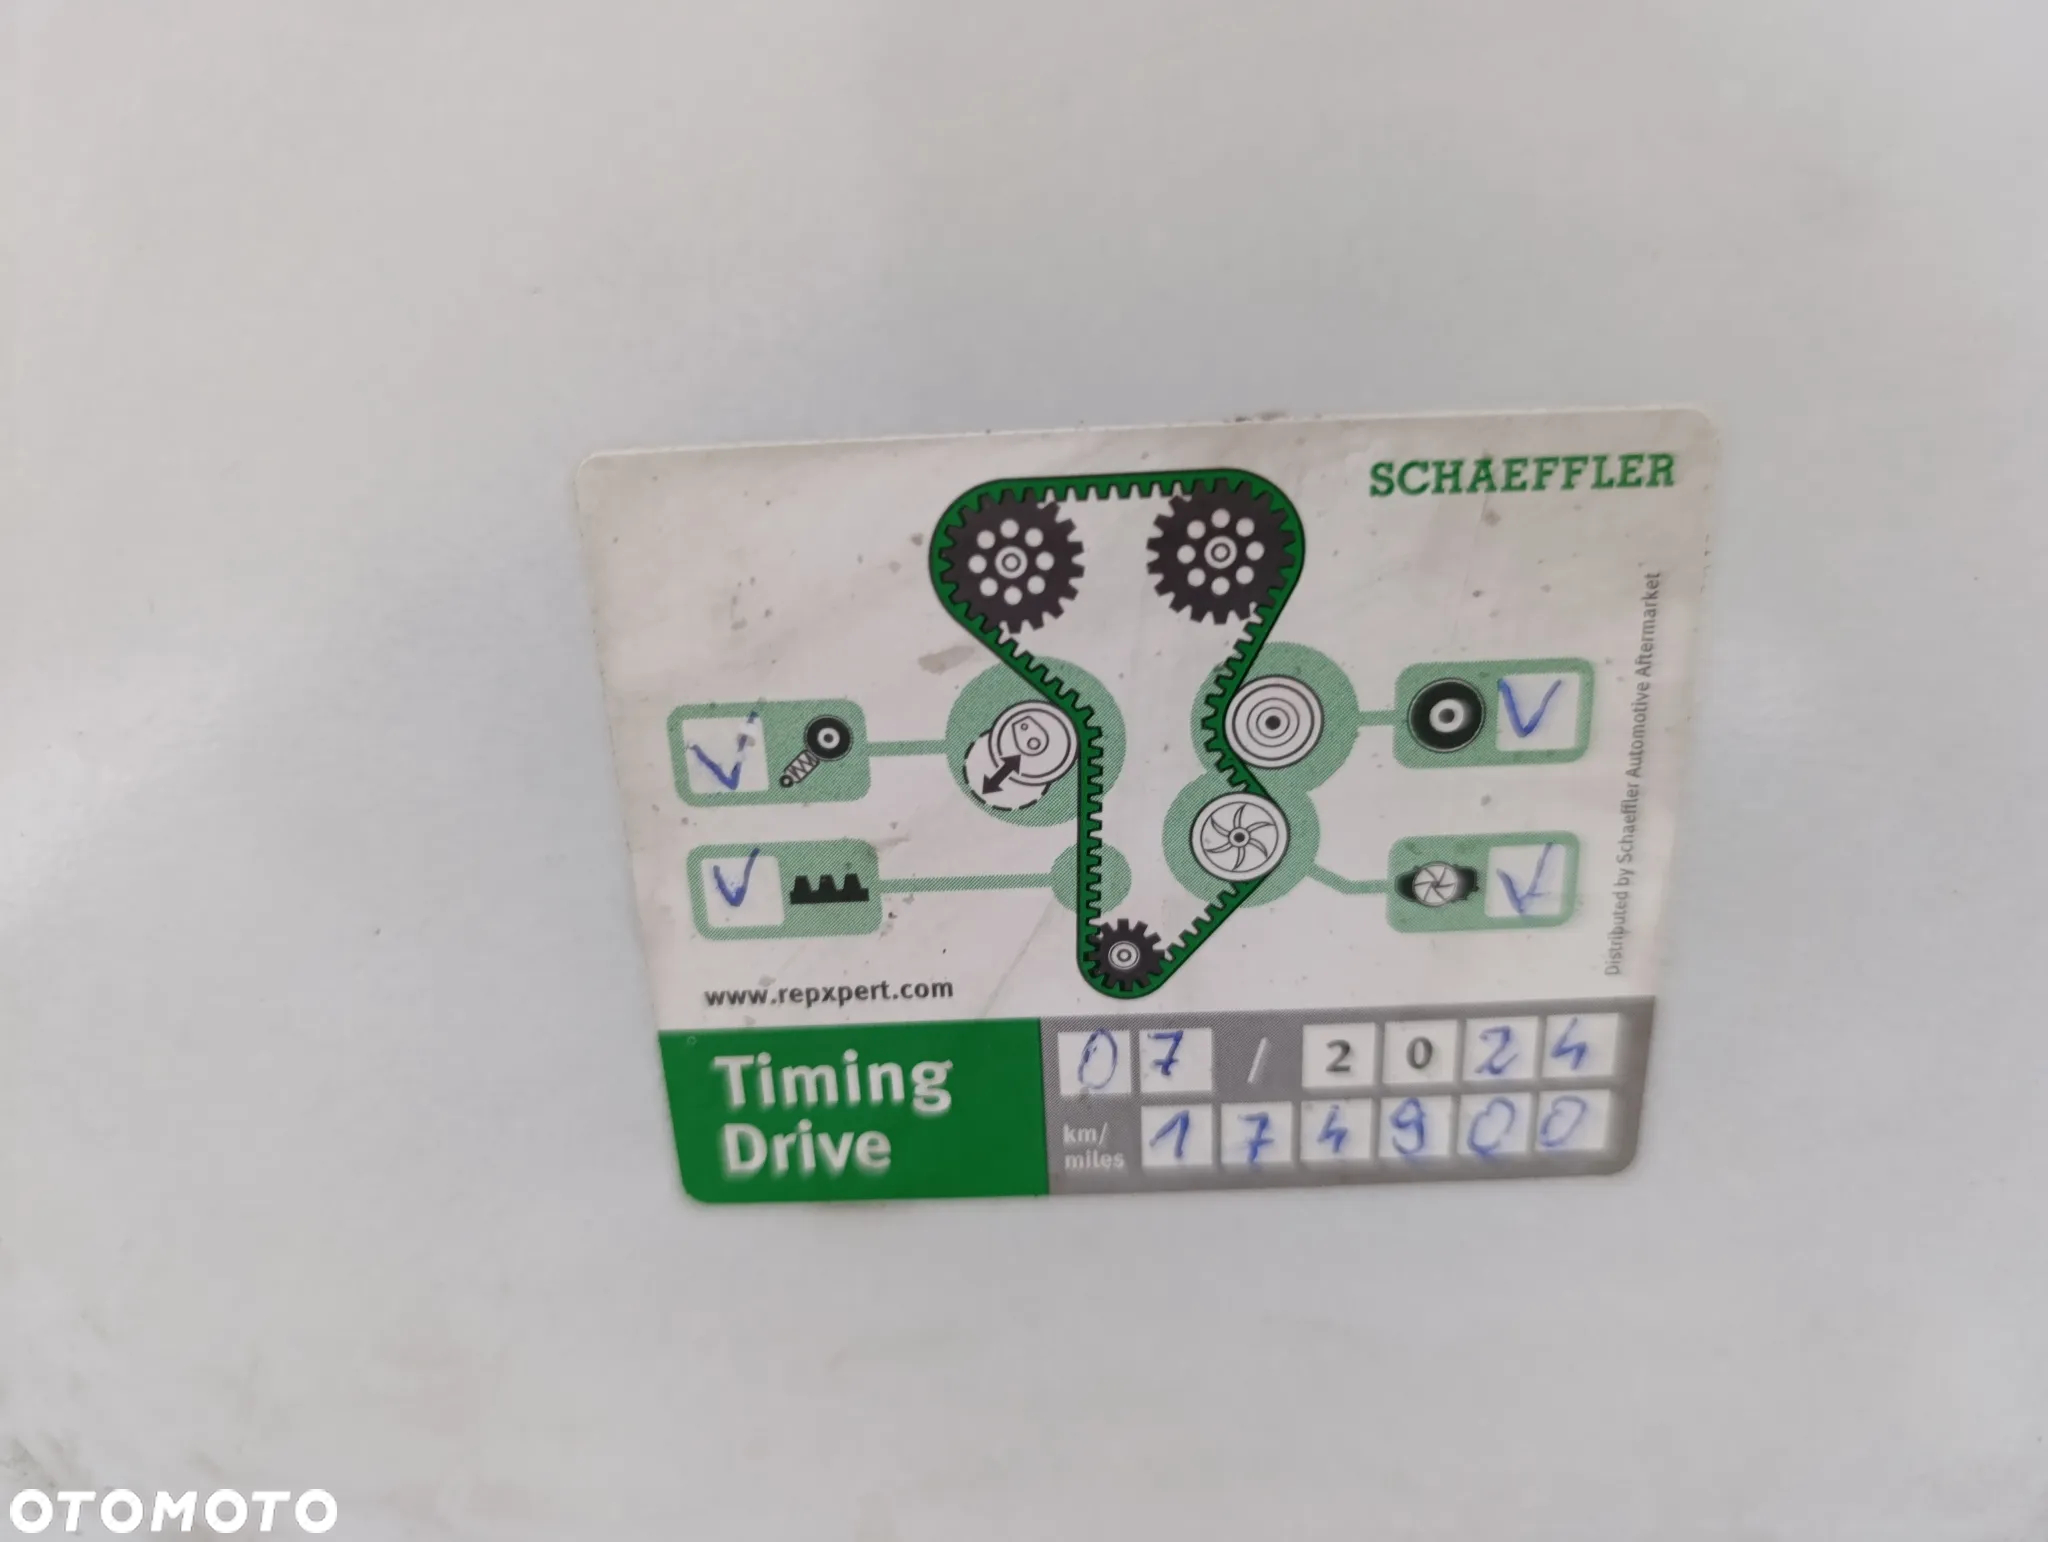 SCHAEFFLER
Distributed by Schaeffler Automotive Aftermarket
www.repxpert.com
Timing
Drive
07 / 2024
km/
miles
174900
OTOMOTO